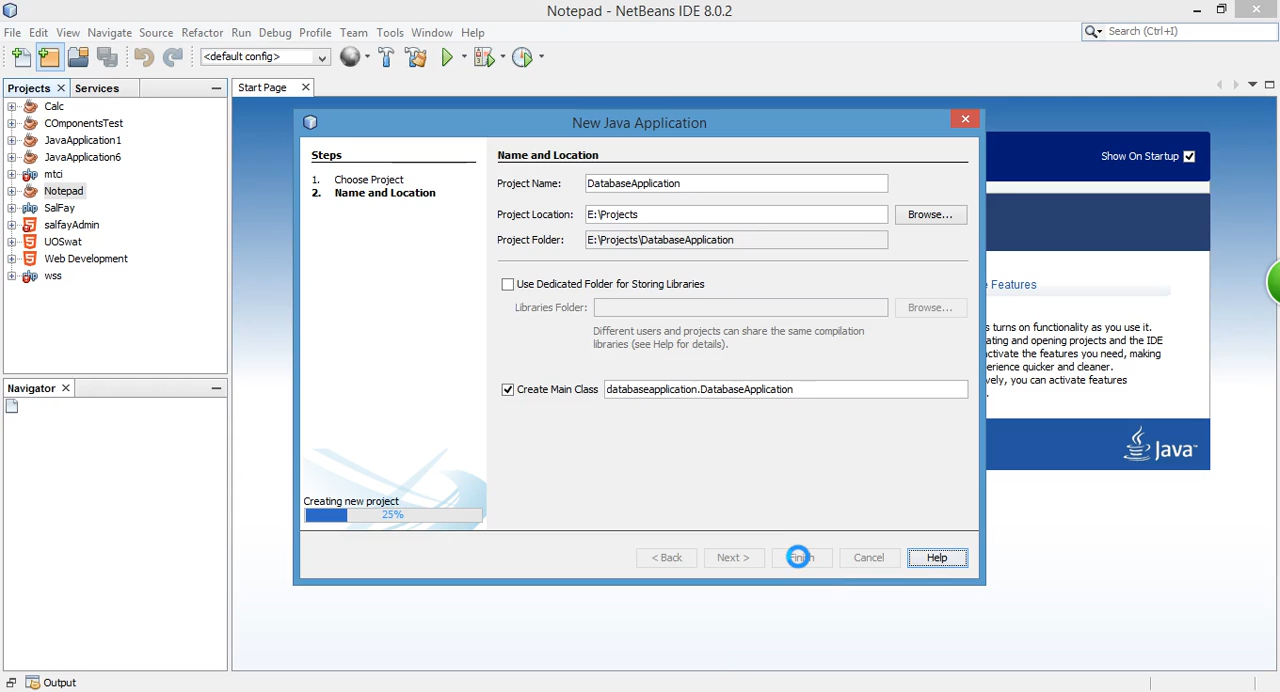 Notepad - NetBeans IDE 8.0.2
File Edit View Navigate Source Refactor Run Debug Profile Team Tools Window Help
Search (Ctrl+I)
<default config>
Projects Services
Start Page
Calc
COmponentsTest
JavaApplication1
JavaApplication6
mtci
Notepad
SalFay
salfayAdmin
UOSwat
Web Development
wss
Navigator
New Java Application
Steps
1. Choose Project
2. Name and Location
Name and Location
Project Name: DatabaseApplication
Project Location: E:\Projects Browse...
Project Folder: E:\Projects\DatabaseApplication
Use Dedicated Folder for Storing Libraries
Libraries Folder: Browse...
Different users and projects can share the same compilation
libraries (see Help for details).
Create Main Class databaseapplication.DatabaseApplication
Creating new project
25%
< Back Next > Finish Cancel Help
Show On Startup
Features
turns on functionality as you use it.
ating and opening projects and the IDE
activate the features you need, making
erience quicker and cleaner.
vely, you can activate features
Java™
Output